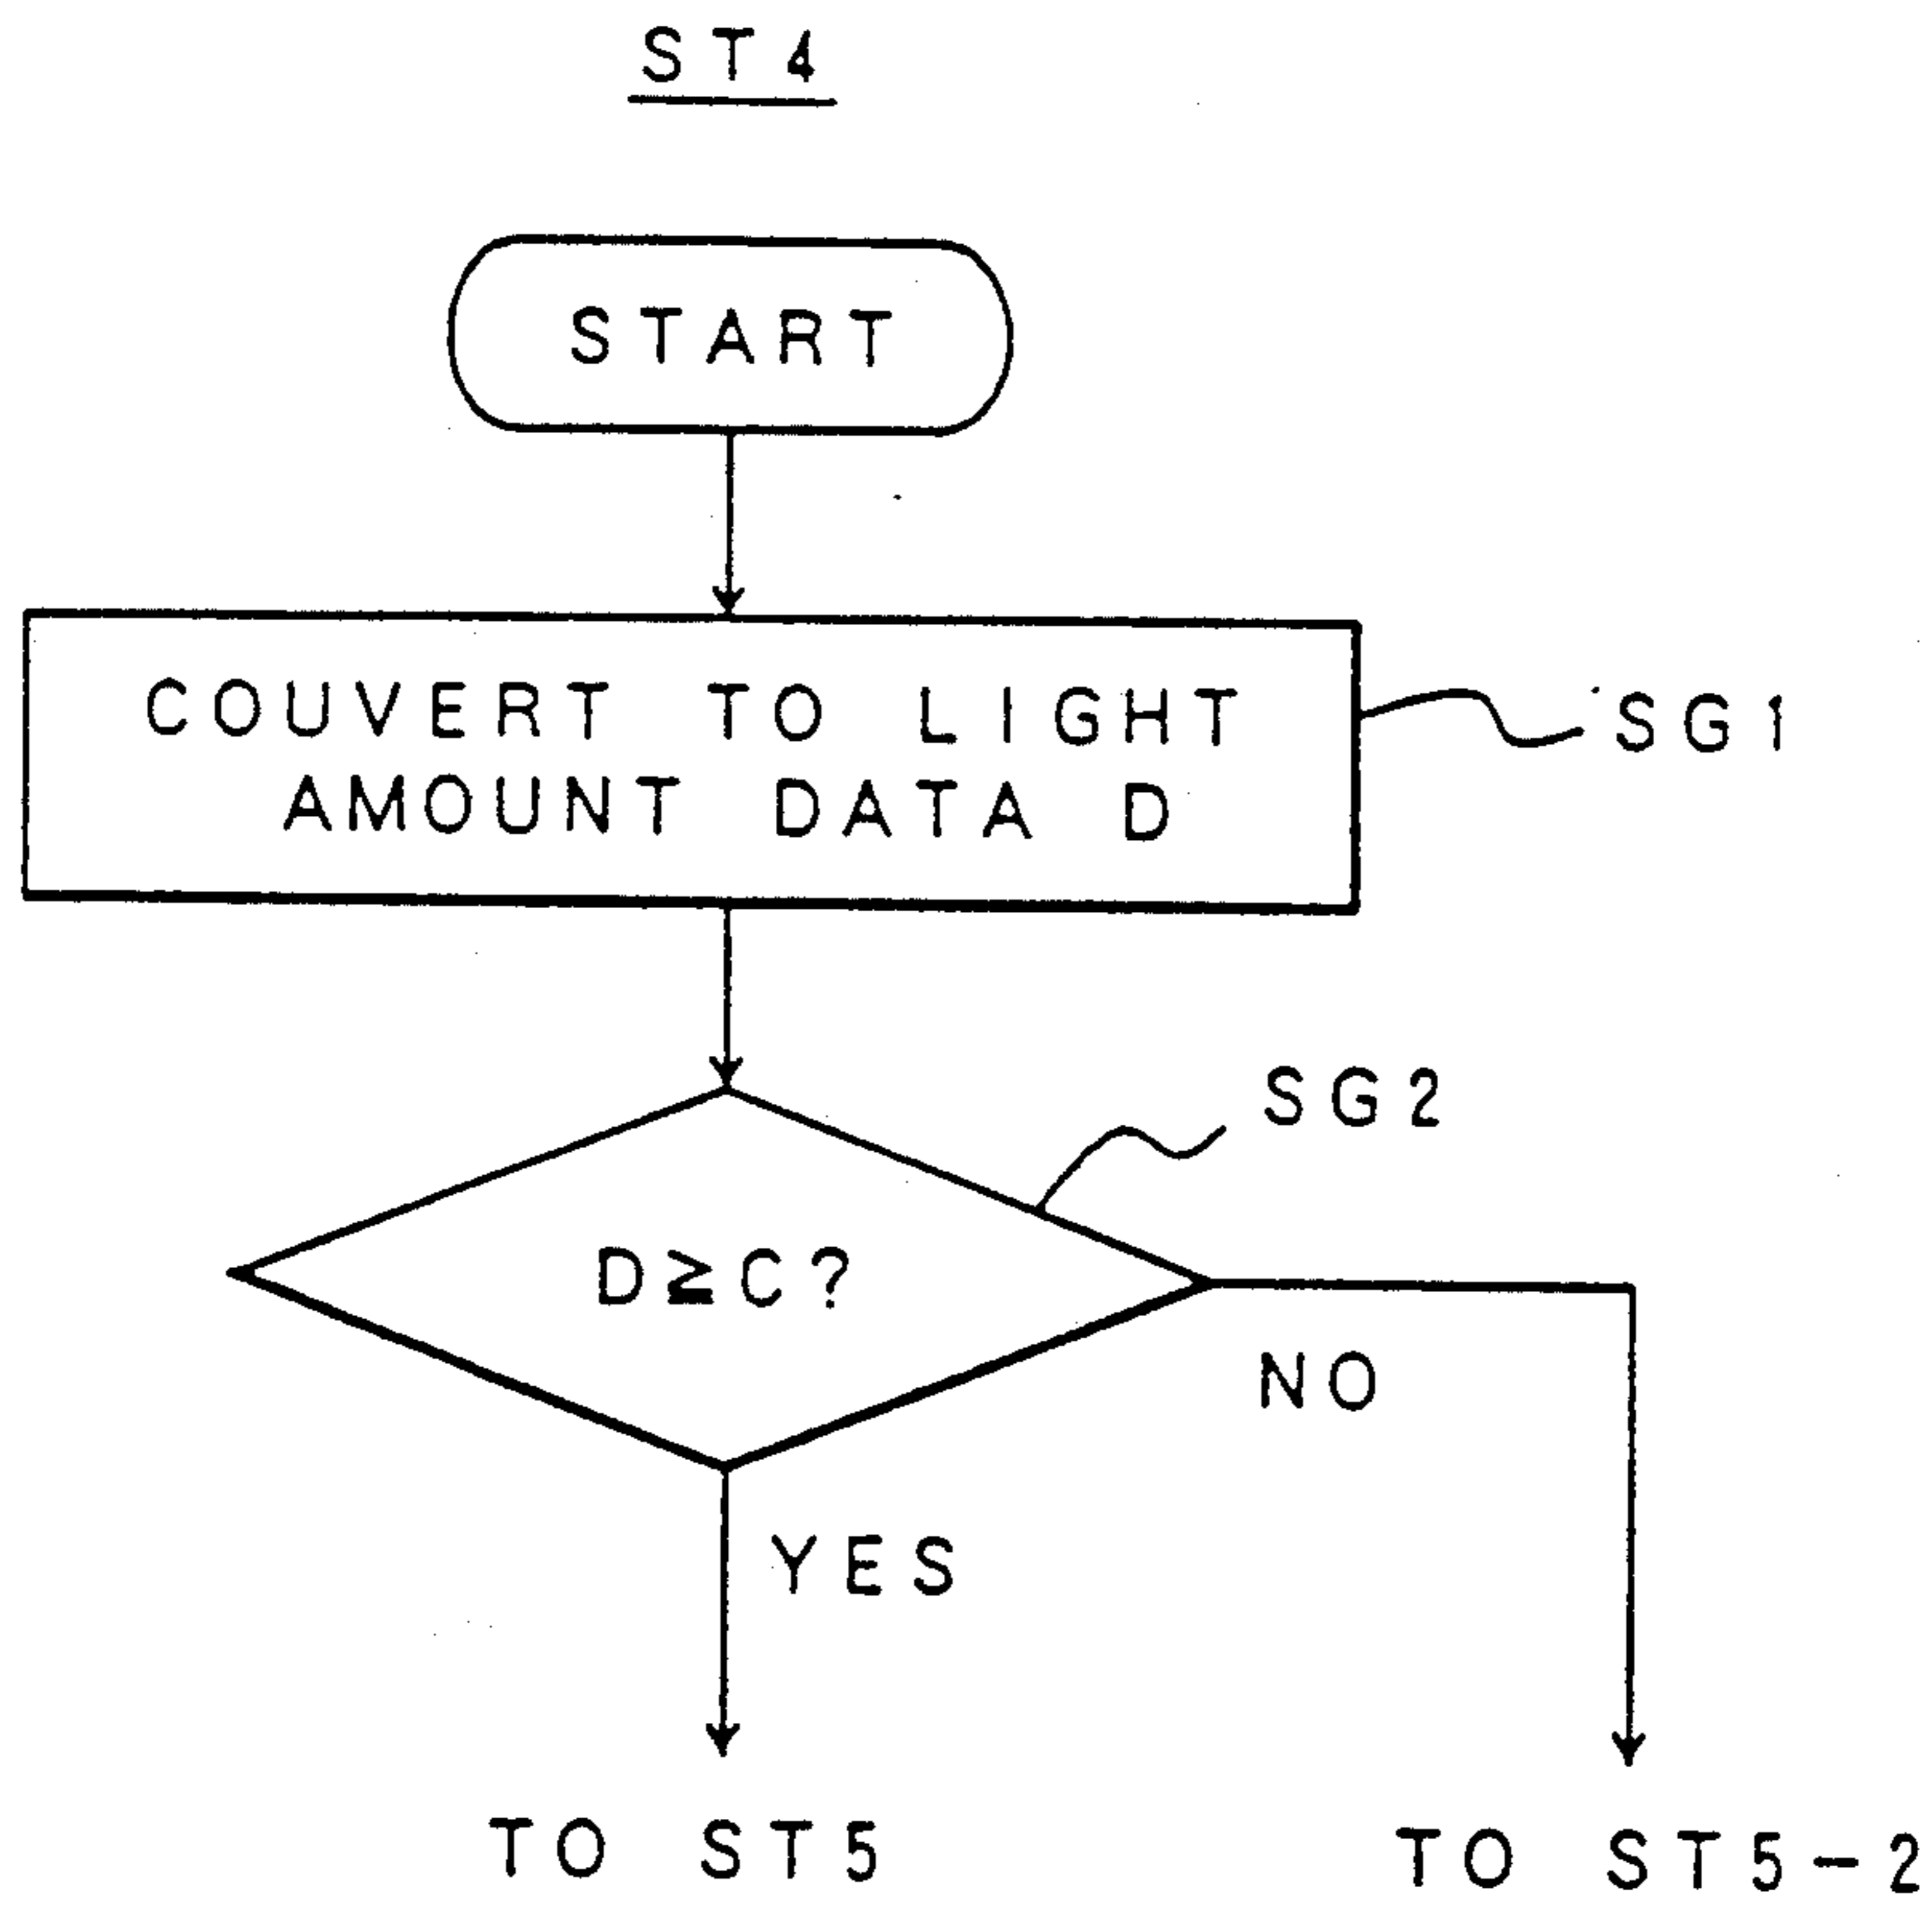 ST4
START
COUVERT TO LIGHT
AMOUNT DATA D
SG1
SG2
D≧C?
NO
YES
TO ST5
TO ST5-2